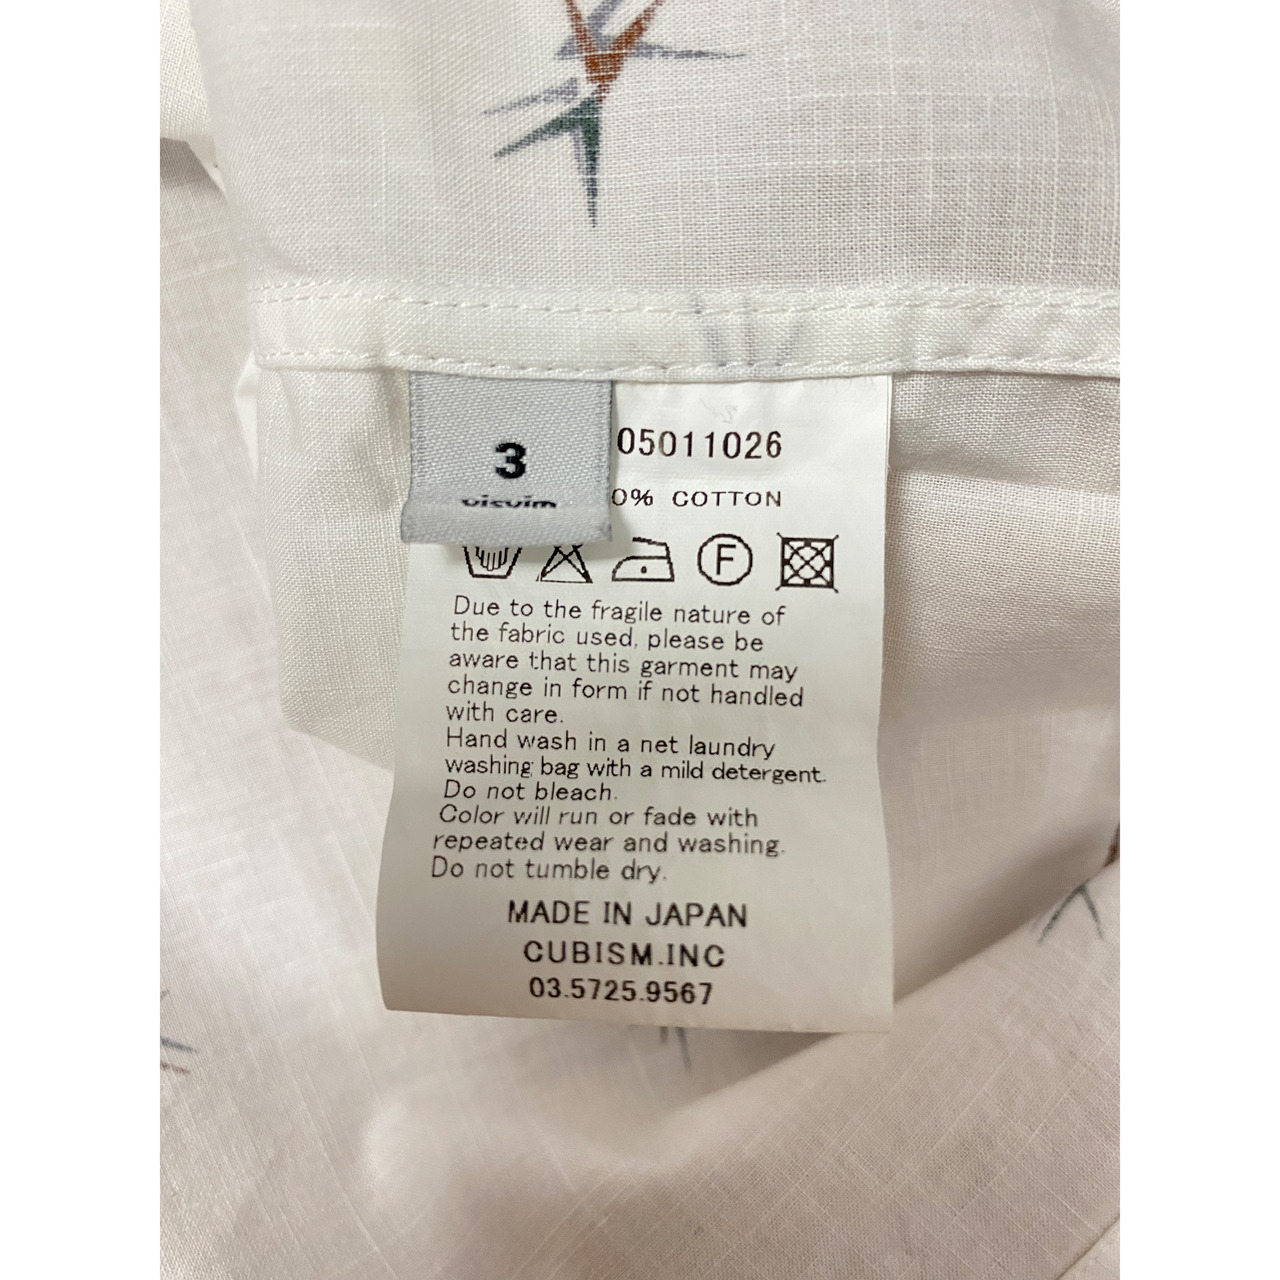 3
visvim
05011026
0% COTTON
F
Due to the fragile nature of
the fabric used, please be
aware that this garment may
change in form if not handled
with care.
Hand wash in a net laundry
washing bag with a mild detergent.
Do not bleach.
Color will run or fade with
repeated wear and washing.
Do not tumble dry.
MADE IN JAPAN
CUBISM.INC
03.5725.9567